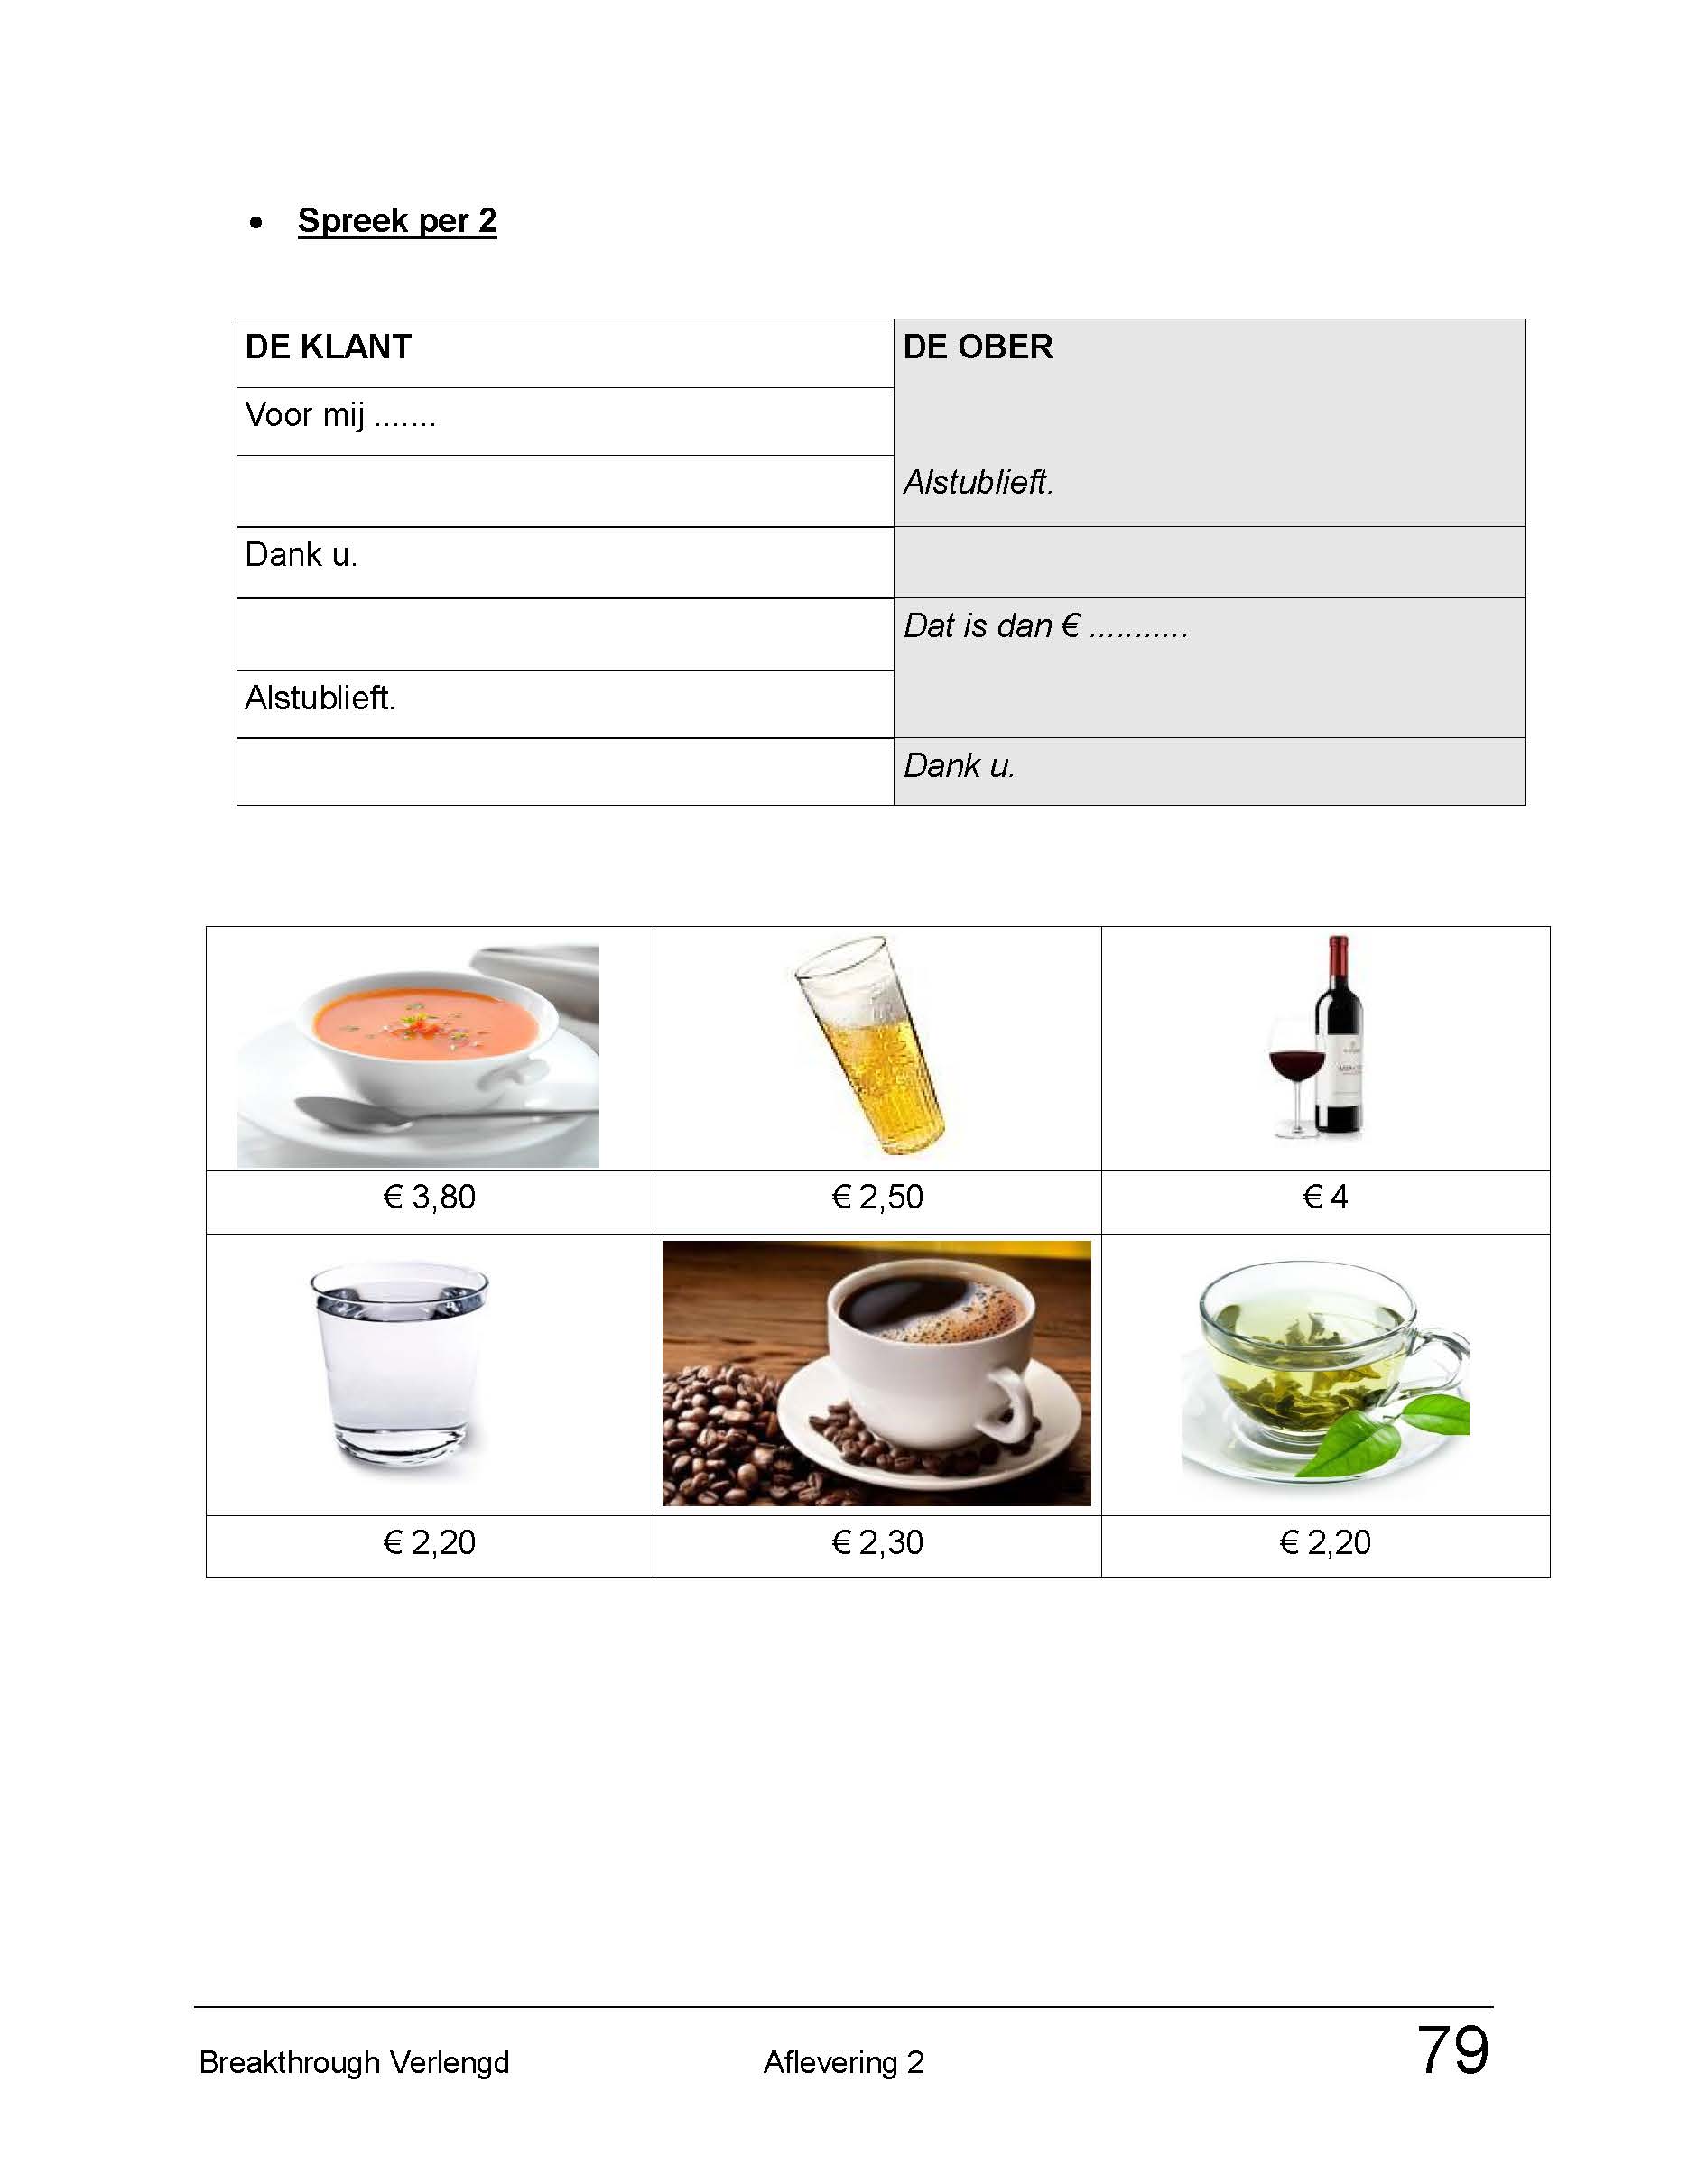 • Spreek per 2
DE KLANT DE OBER
Voor mij .......
Alstublieft.
Dank u.
Dat is dan € ...........
Alstublieft.
Dank u.
€ 3,80 € 2,50 € 4
€ 2,20 € 2,30 € 2,20
Breakthrough Verlengd Aflevering 2 79